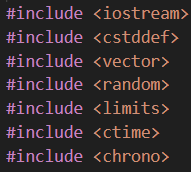 #include <iostream>
#include <cstddef>
#include <vector>
#include <random>
#include <limits>
#include <ctime>
#include <chrono>